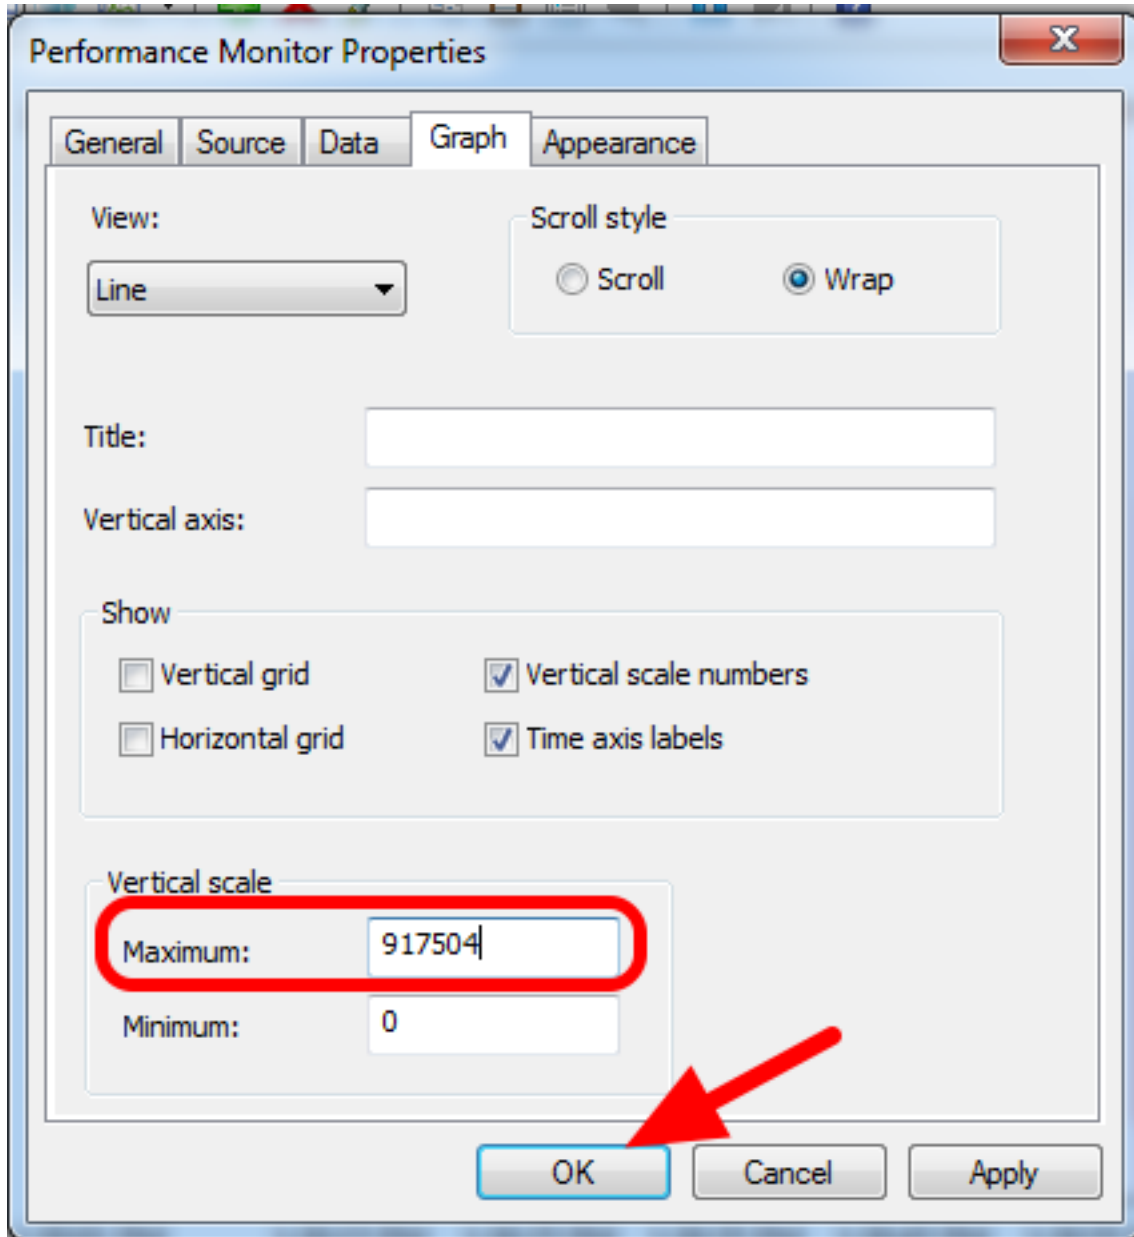 Performance Monitor Properties
General Source Data Graph Appearance
View:
Line
Scroll style
Scroll Wrap
Title:
Vertical axis:
Show
Vertical grid Vertical scale numbers
Horizontal grid Time axis labels
Vertical scale
Maximum: 917504
Minimum: 0
OK Cancel Apply